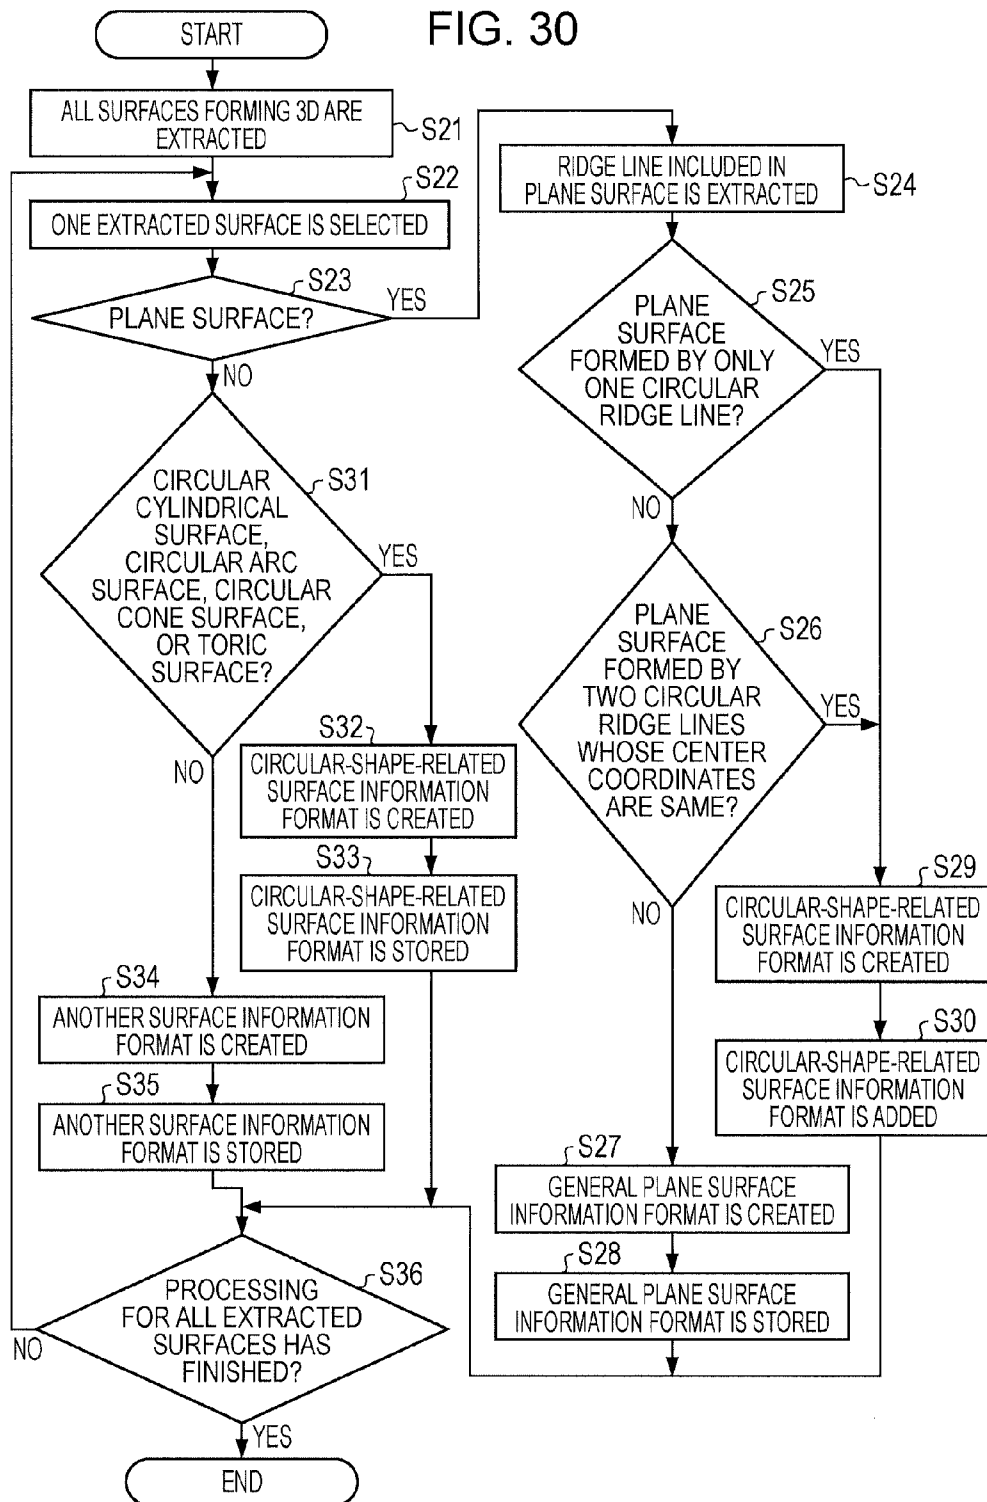 FIG. 30
START
ALL SURFACES FORMING 3D ARE
EXTRACTED
S21
S22
ONE EXTRACTED SURFACE IS SELECTED
S23
PLANE SURFACE?
YES
NO
S24
RIDGE LINE INCLUDED IN
PLANE SURFACE IS EXTRACTED
S25
PLANE
SURFACE
FORMED BY ONLY
ONE CIRCULAR
RIDGE LINE?
YES
NO
S26
PLANE
SURFACE
FORMED BY
TWO CIRCULAR
RIDGE LINES
WHOSE CENTER
COORDINATES
ARE SAME?
YES
NO
S31
CIRCULAR
CYLINDRICAL
SURFACE,
CIRCULAR ARC
SURFACE, CIRCULAR
CONE SURFACE,
OR TORIC
SURFACE?
YES
NO
S32
CIRCULAR-SHAPE-RELATED
SURFACE INFORMATION
FORMAT IS CREATED
S33
CIRCULAR-SHAPE-RELATED
SURFACE INFORMATION
FORMAT IS STORED
S29
CIRCULAR-SHAPE-RELATED
SURFACE INFORMATION
FORMAT IS CREATED
S30
CIRCULAR-SHAPE-RELATED
SURFACE INFORMATION
FORMAT IS ADDED
S34
ANOTHER SURFACE INFORMATION
FORMAT IS CREATED
S35
ANOTHER SURFACE INFORMATION
FORMAT IS STORED
S27
GENERAL PLANE SURFACE
INFORMATION FORMAT IS CREATED
S28
GENERAL PLANE SURFACE
INFORMATION FORMAT IS STORED
S36
PROCESSING
FOR ALL EXTRACTED
SURFACES HAS
FINISHED?
NO
YES
END